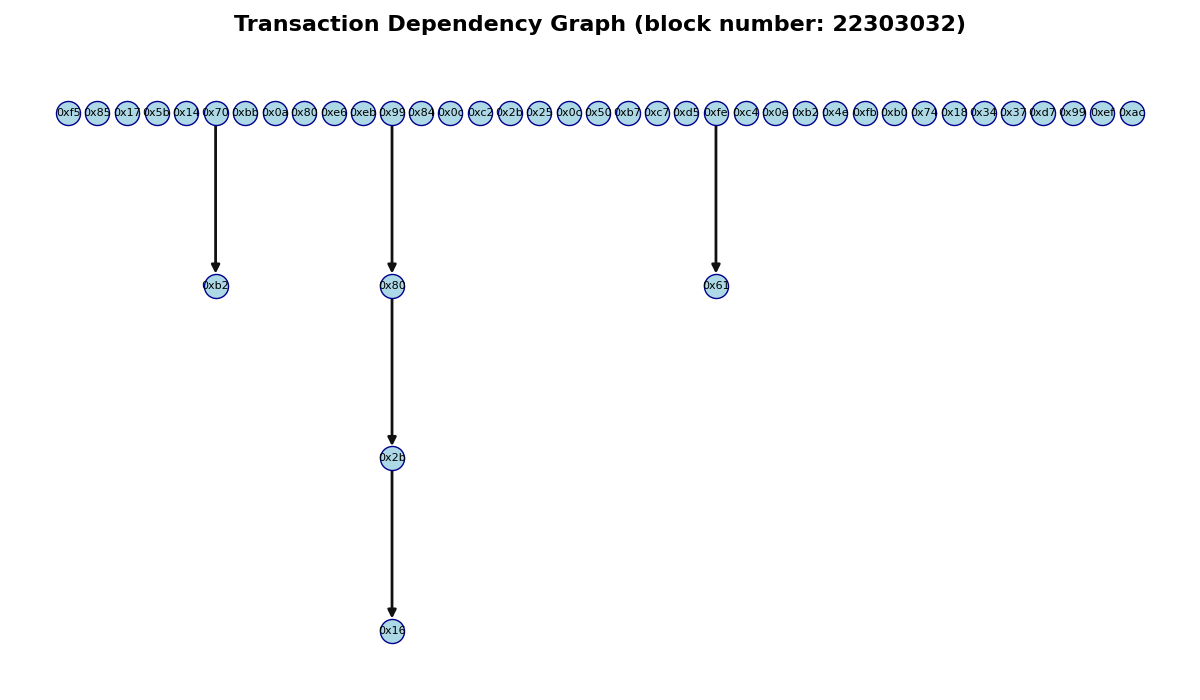 Transaction Dependency Graph (block number: 22303032)
0xf5 0x85 0x17 0x5b 0x14 0x70 0xbb 0x0a 0x80 0xe6 0xeb 0x99 0x84 0x0c 0xc2 0x2b 0x25 0x0c 0x50 0xb7 0xc7 0xd5 0xfe 0xc4 0x0e 0xb2 0x4e 0xfb 0xb0 0x74 0x18 0x34 0x37 0xd7 0x99 0xef 0xac
0xb2 0x80 0x61
0x2b
0x16